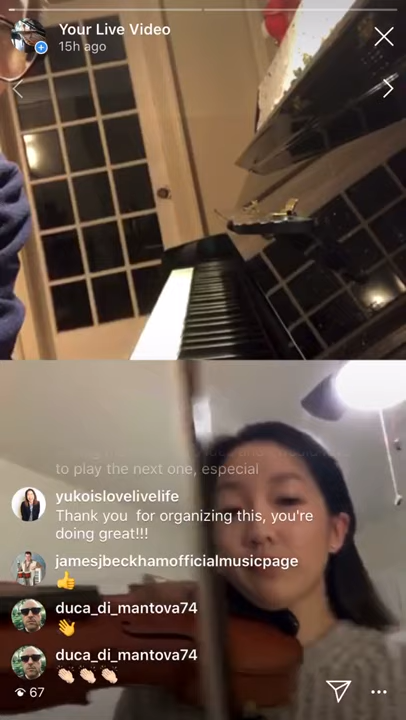 Your Live Video
15h ago
to play the next one, especial
yukoislovelivelife
Thank you for organizing this, you're
doing great!!!
jamesjbeckhamofficialmusicpage
👍
duca_di_mantova74
👋
duca_di_mantova74
👏🏻👏🏻👏🏻
67